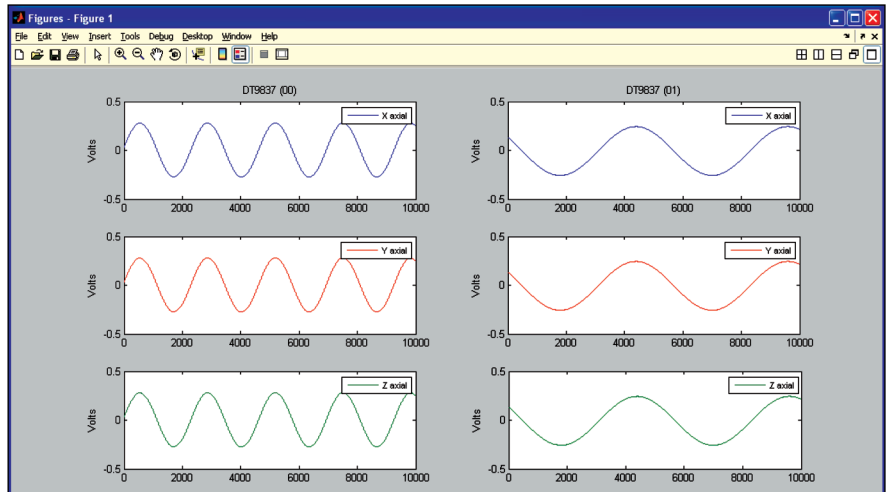 Figures - Figure 1
File Edit View Insert Tools Debug Desktop Window Help
DT9837 (00)
0.5
0
-0.5
Volts
X axial
0 2000 4000 6000 8000 10000
DT9837 (01)
0.5
0
-0.5
Volts
X axial
0 2000 4000 6000 8000 10000
0.5
0
-0.5
Volts
Y axial
0 2000 4000 6000 8000 10000
0.5
0
-0.5
Volts
Y axial
0 2000 4000 6000 8000 10000
0.5
0
-0.5
Volts
Z axial
0 2000 4000 6000 8000 10000
0.5
0
-0.5
Volts
Z axial
0 2000 4000 6000 8000 10000